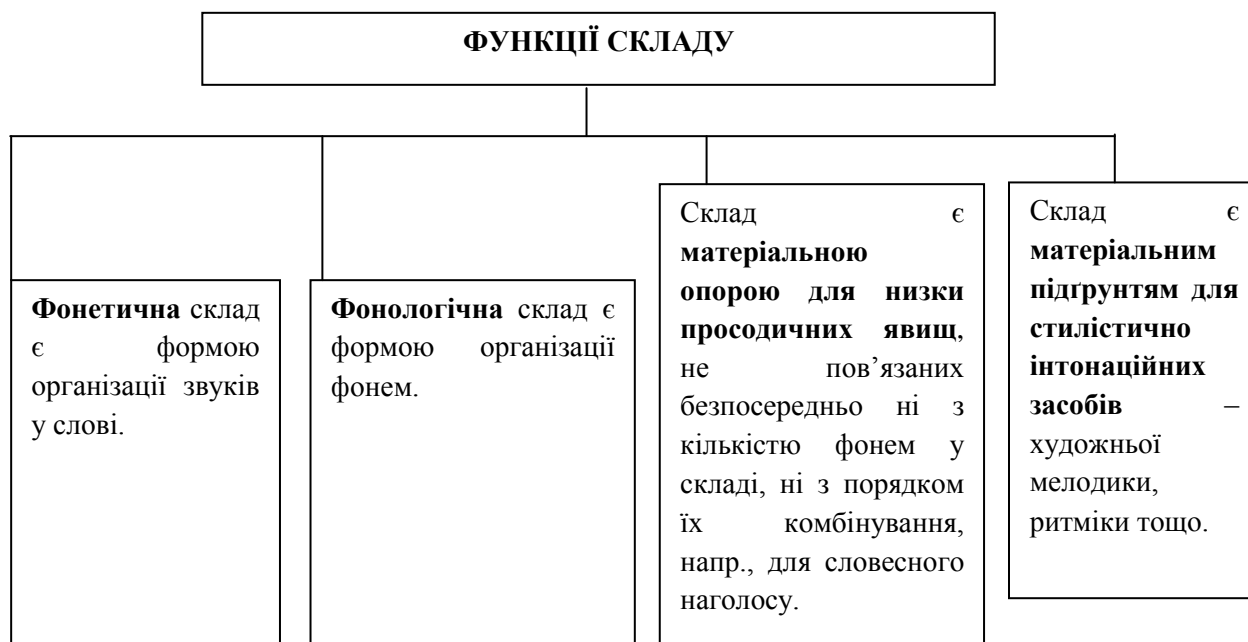 ФУНКЦІЇ СКЛАДУ
Фонетична склад
є формою
організації звуків
у слові.
Фонологічна склад є
формою організації
фонем.
Склад є
матеріальною
опорою для низки
просодичних явищ,
не пов’язаних
безпосередньо ні з
кількістю фонем у
складі, ні з порядком
їх комбінування,
напр., для словесного
наголосу.
Склад є
матеріальним
підґрунтям для
стилістично
інтонаційних
засобів –
художньої
мелодики,
ритміки тощо.